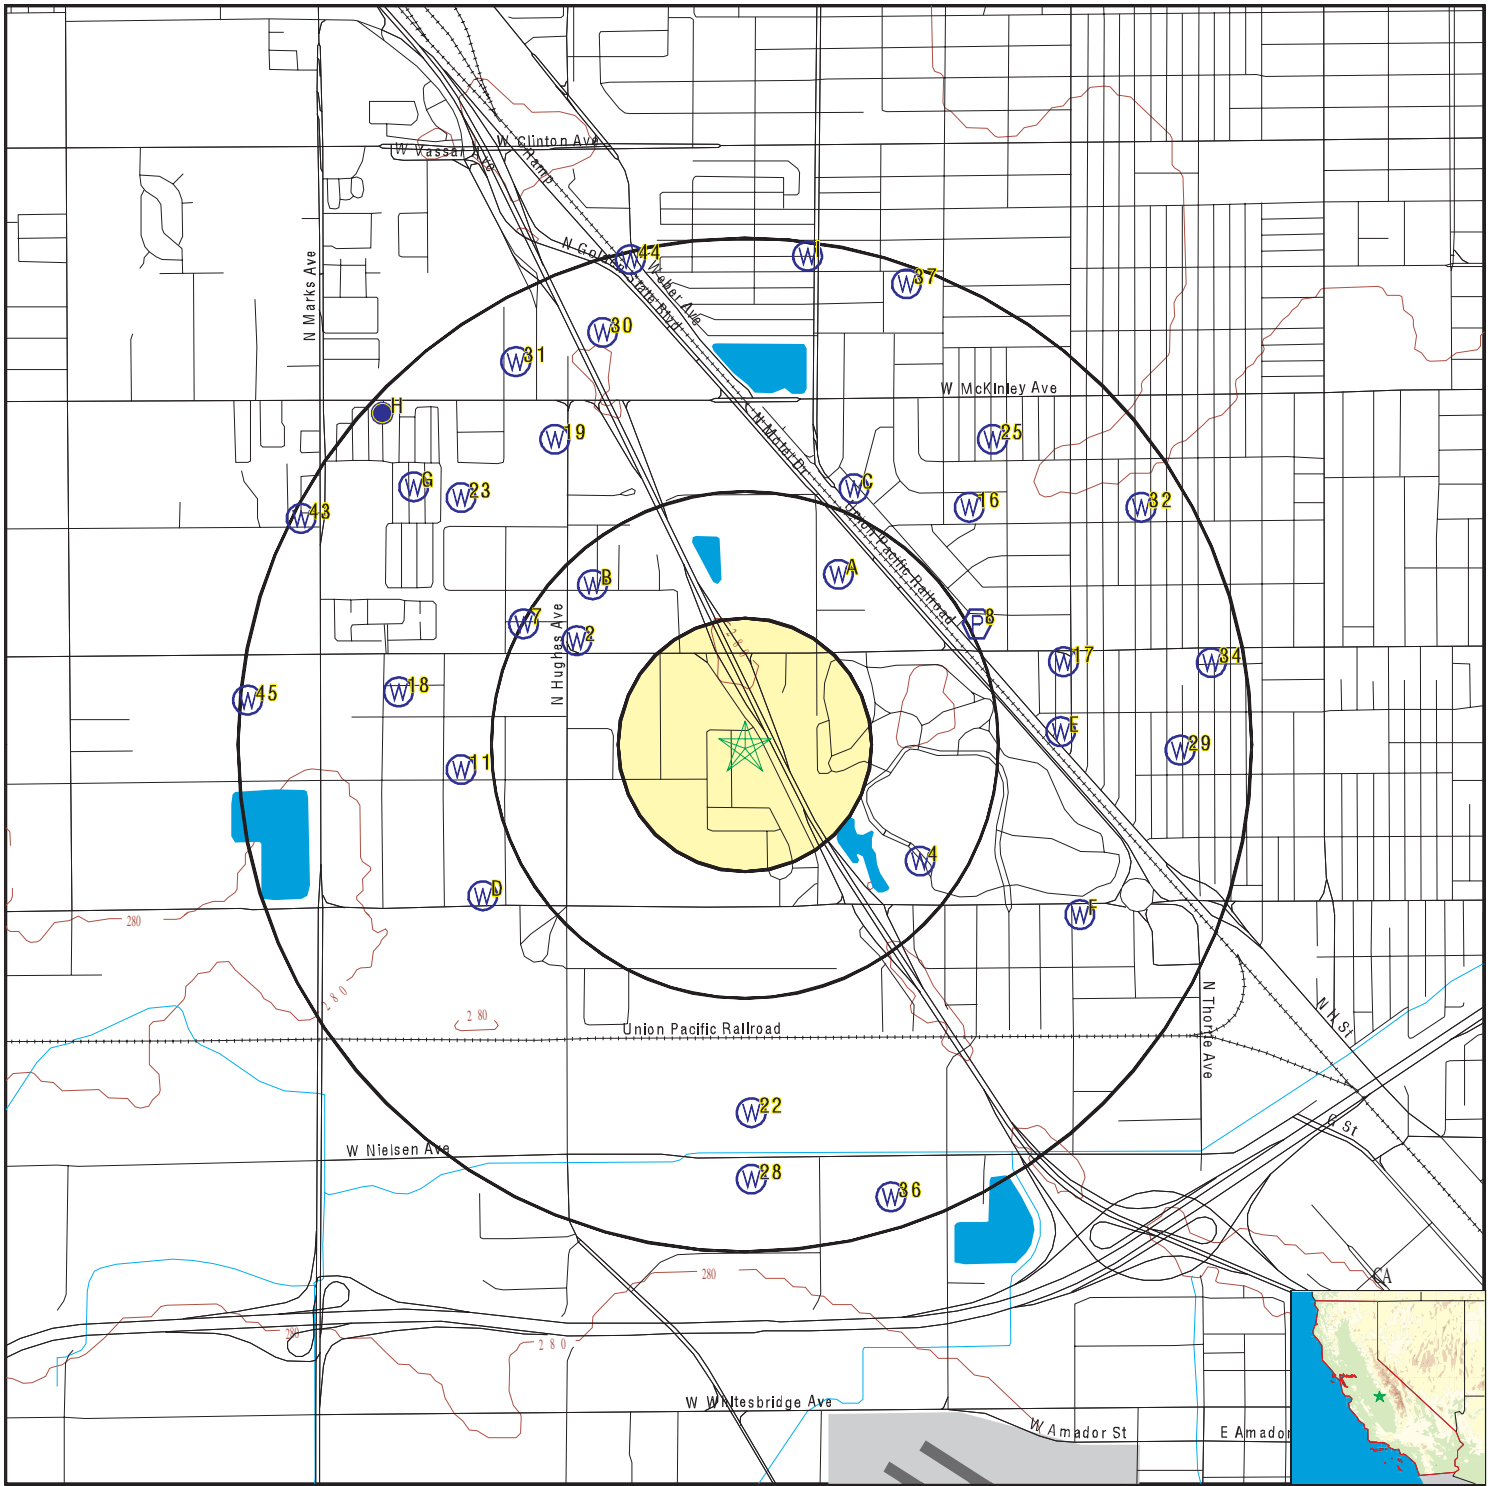 W Clinton Ave
W Vassar Ave
Ramp
N Marks Ave
N Golden State Blvd
Weber Ave
W 44
W I
W 37
W 30
W 31
W McKinley Ave
H
N Motel Dr
W 19
W 25
W G
W 23
W C
W 16
W 32
W 43
Union Pacific Railroad
W A
W B
N Hughes Ave
W 7
W 2
P 8
280
W 17
W 34
W 18
W 45
W E
W 29
W 11
W 4
W D
W F
280
280
280
Union Pacific Railroad
N Thorne Ave
N H St
W 22
G St
W Nielsen Ave
W 28
W 36
280
CA
280
280
W Whitesbridge Ave
W Amador St
E Amador